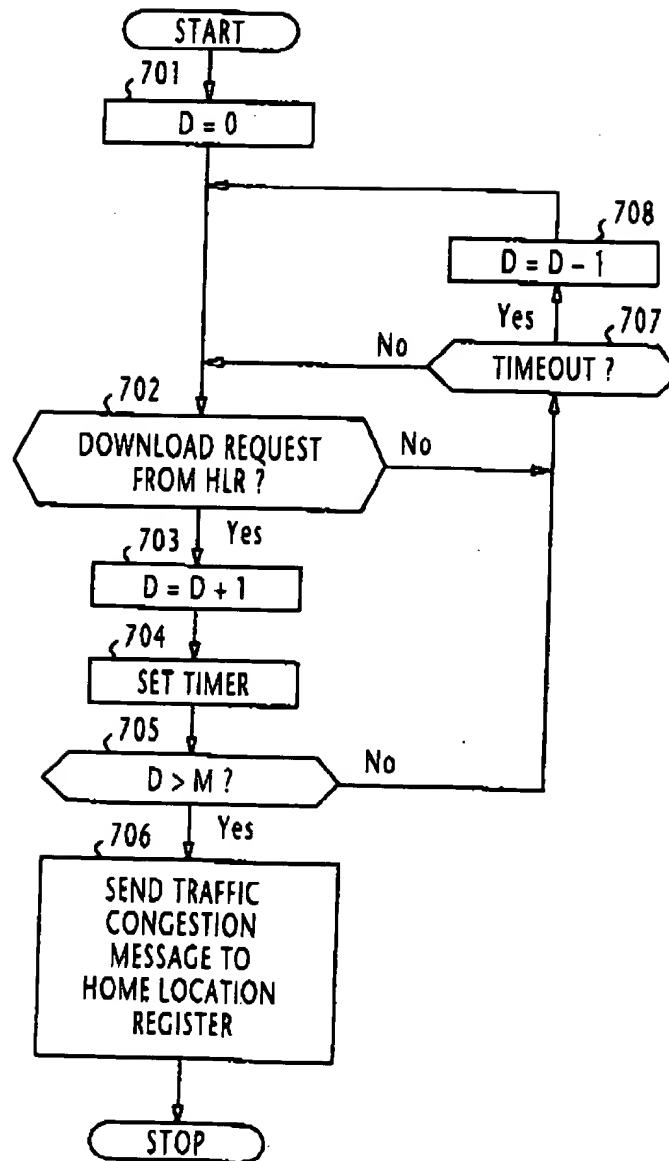 START
701
D = 0
708
D = D – 1
Yes
707
No
TIMEOUT ?
702
DOWNLOAD REQUEST
FROM HLR ?
No
Yes
703
D = D + 1
704
SET TIMER
705
D > M ?
No
Yes
706
SEND TRAFFIC
CONGESTION
MESSAGE TO
HOME LOCATION
REGISTER
STOP